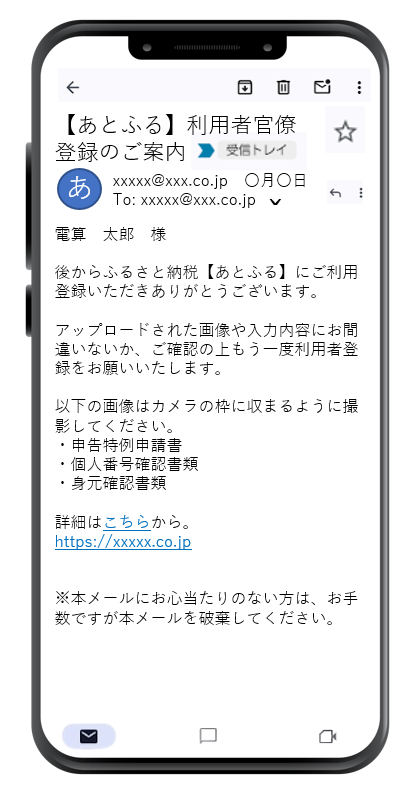 【あとふる】利用者官僚
登録のご案内 受信トレイ
あ
xxxxx@xxx.co.jp 〇月〇日
To: xxxxx@xxx.co.jp
電算　太郎　様
後からふるさと納税【あとふる】にご利用
登録いただきありがとうございます。
アップロードされた画像や入力内容にお間
違いないか、ご確認の上もう一度利用者登
録をお願いいたします。
以下の画像はカメラの枠に収まるように撮
影してください。
・申告特例申請書
・個人番号確認書類
・身元確認書類
詳細はこちらから。
https://xxxxx.co.jp
※本メールにお心当たりのない方は、お手
数ですが本メールを破棄してください。